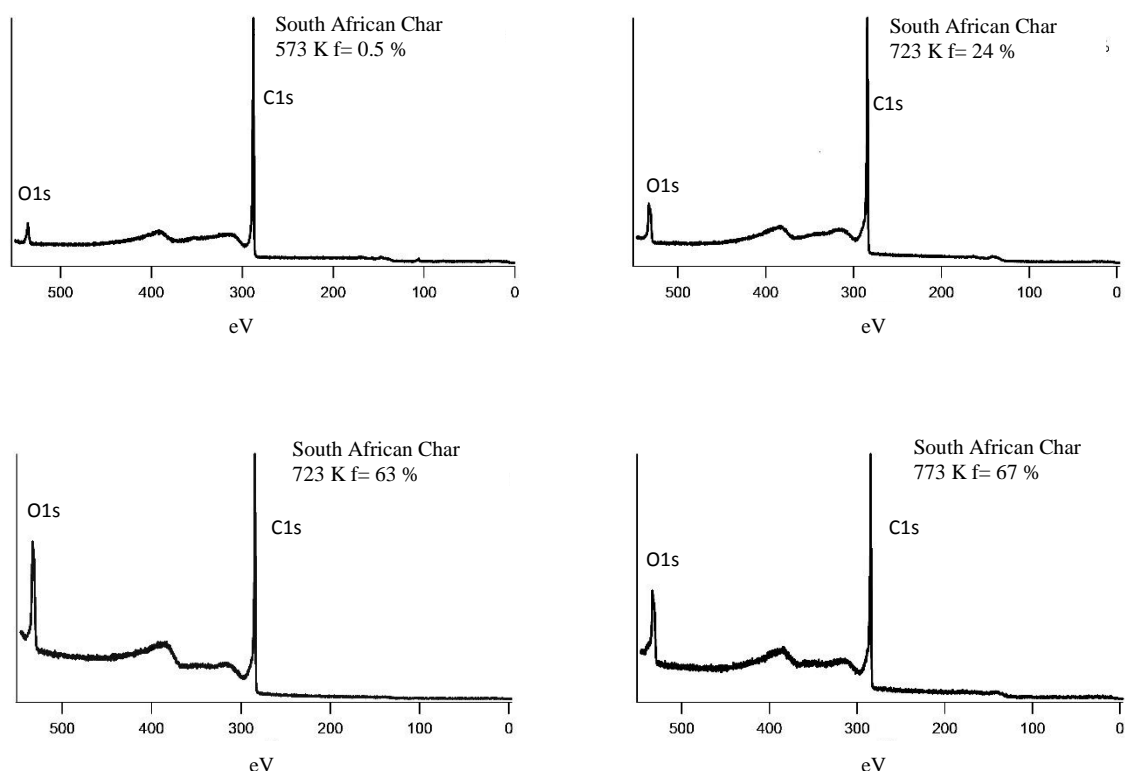 South African Char
573 K f= 0.5 %
C1s
O1s
500 400 300 200 100 0
eV
South African Char
723 K f= 24 %
C1s
O1s
500 400 300 200 100 0
eV
South African Char
723 K f= 63 %
O1s
C1s
500 400 300 200 100 0
eV
South African Char
773 K f= 67 %
C1s
O1s
500 400 300 200 100 0
eV